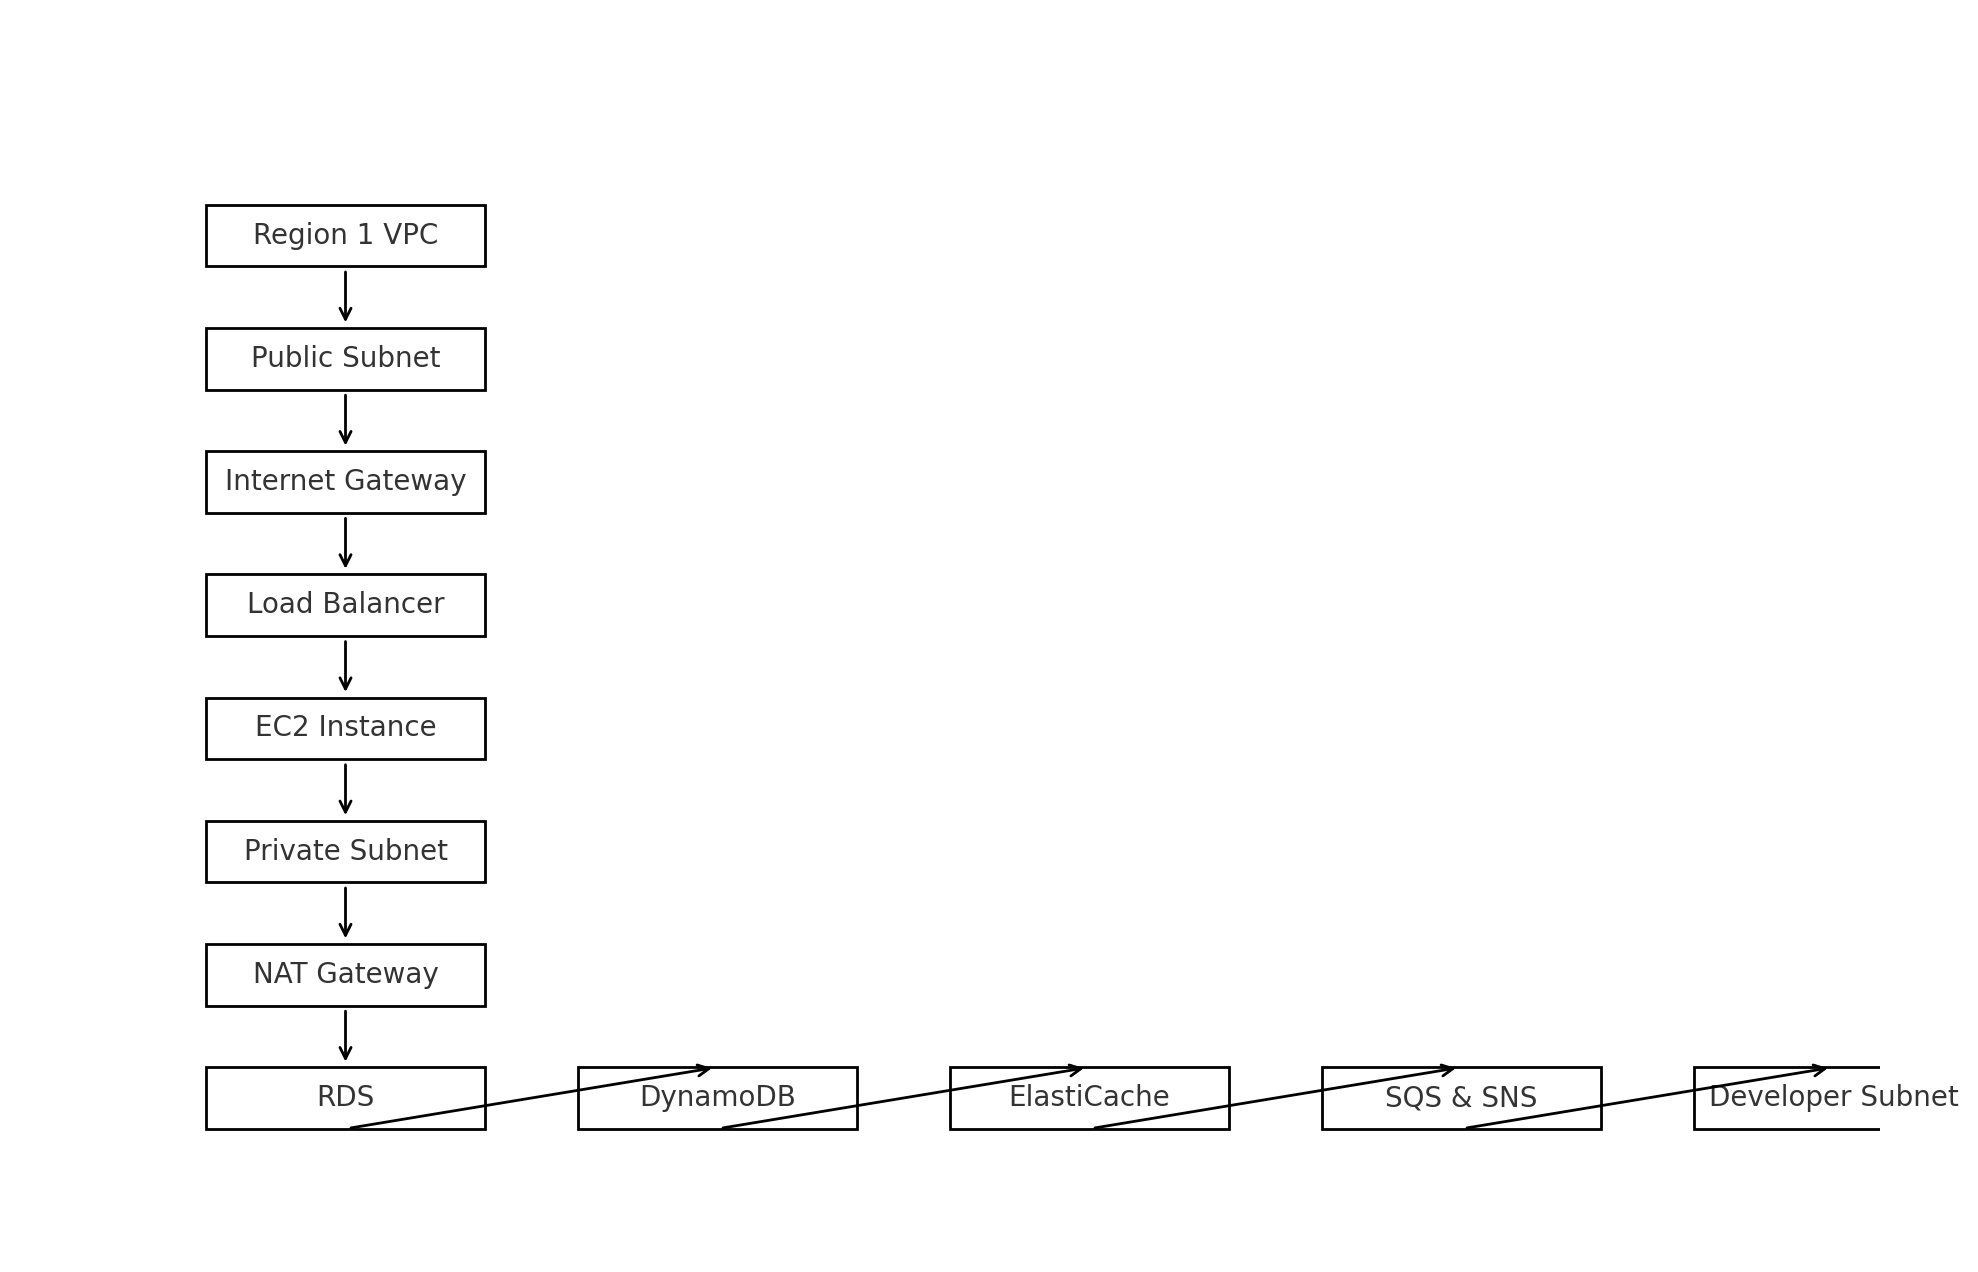 Region 1 VPC
Public Subnet
Internet Gateway
Load Balancer
EC2 Instance
Private Subnet
NAT Gateway
RDS
DynamoDB
ElastiCache
SQS & SNS
Developer Subnet